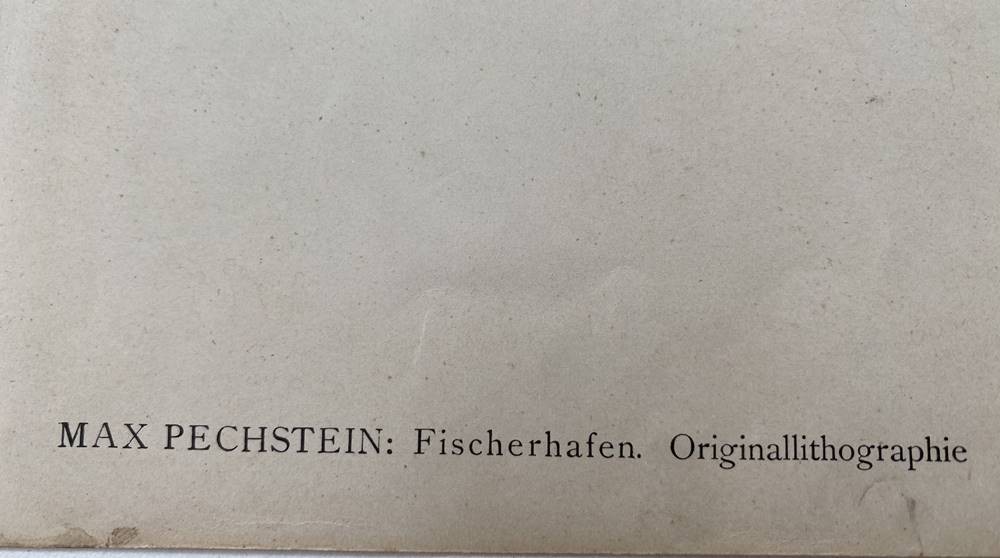 MAX PECHSTEIN: Fischerhafen. Originallithographie